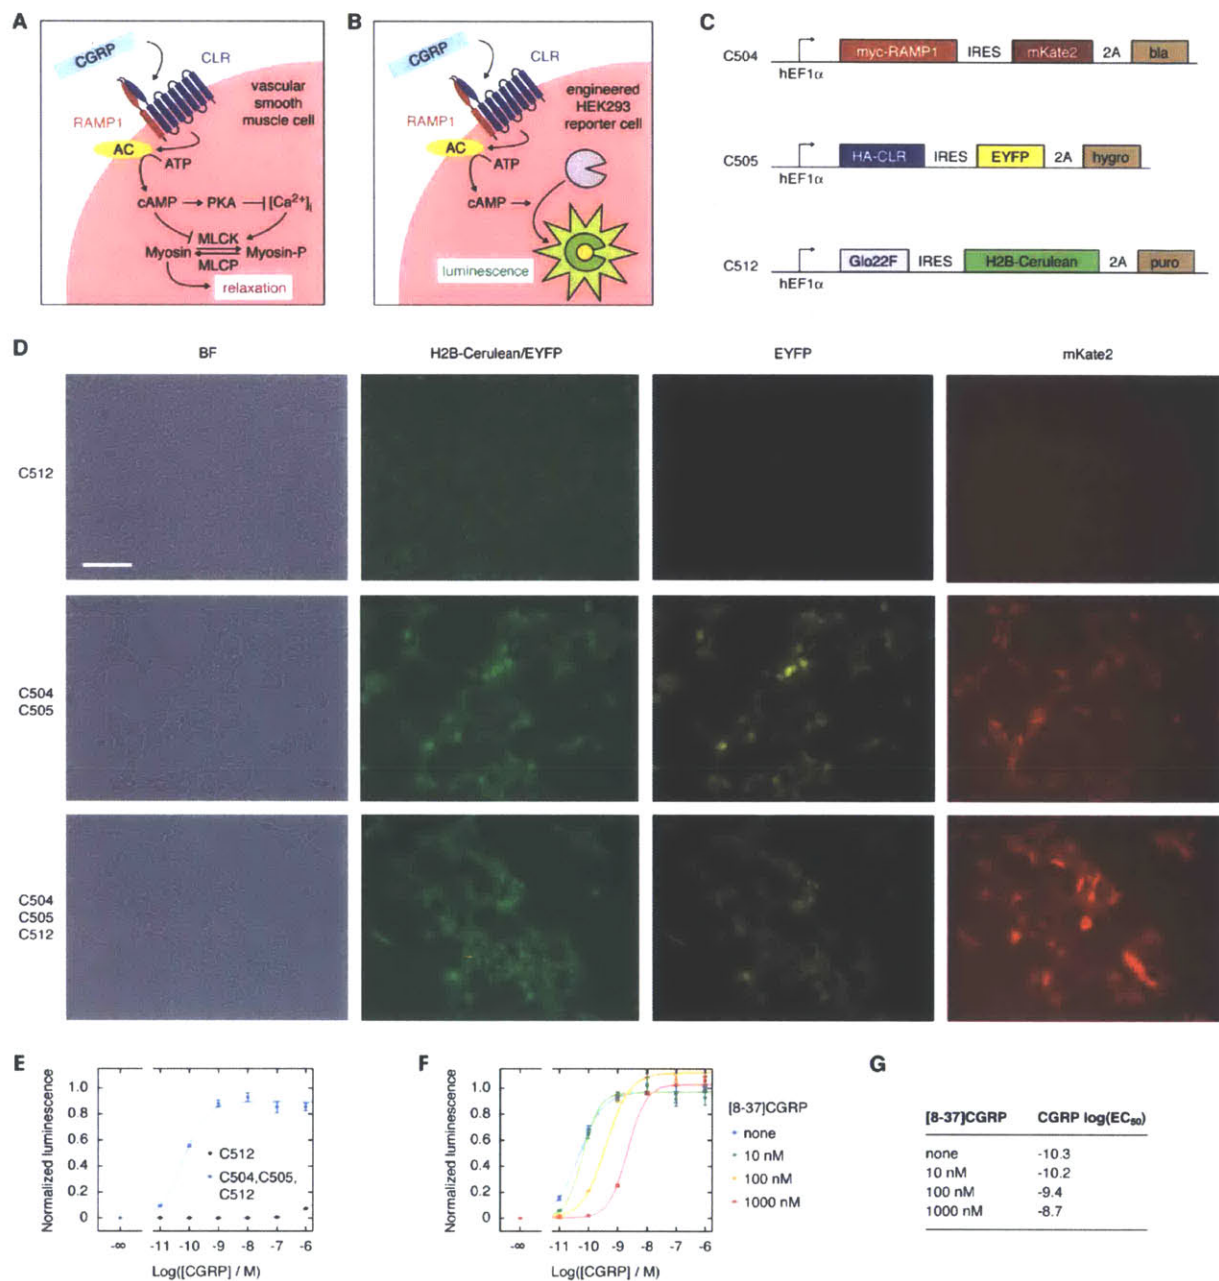 A
CGRP
CLR
RAMP1
vascular
smooth
muscle cell
AC
ATP
cAMP
PKA
[Ca²⁺]ᵢ
MLCK
Myosin
Myosin-P
MLCP
relaxation
B
CGRP
CLR
RAMP1
engineered
HEK293
reporter cell
AC
ATP
cAMP
luminescence
C
C504
hEF1α
myc-RAMP1
IRES
mKate2
2A
bla
C505
hEF1α
HA-CLR
IRES
EYFP
2A
hygro
C512
hEF1α
Glo22F
IRES
H2B-Cerulean
2A
puro
D
BF
H2B-Cerulean/EYFP
EYFP
mKate2
C512
C504
C505
C504
C505
C512
E
Normalized luminescence
1.0
0.8
0.6
0.4
0.2
0
C512
C504,C505,
C512
-∞ -11 -10 -9 -8 -7 -6
Log([CGRP] / M)
F
Normalized luminescence
1.0
0.8
0.6
0.4
0.2
0
-∞ -11 -10 -9 -8 -7 -6
Log([CGRP] / M)
[8-37]CGRP
none
10 nM
100 nM
1000 nM
G
[8-37]CGRP CGRP log(EC₅₀)
none -10.3
10 nM -10.2
100 nM -9.4
1000 nM -8.7